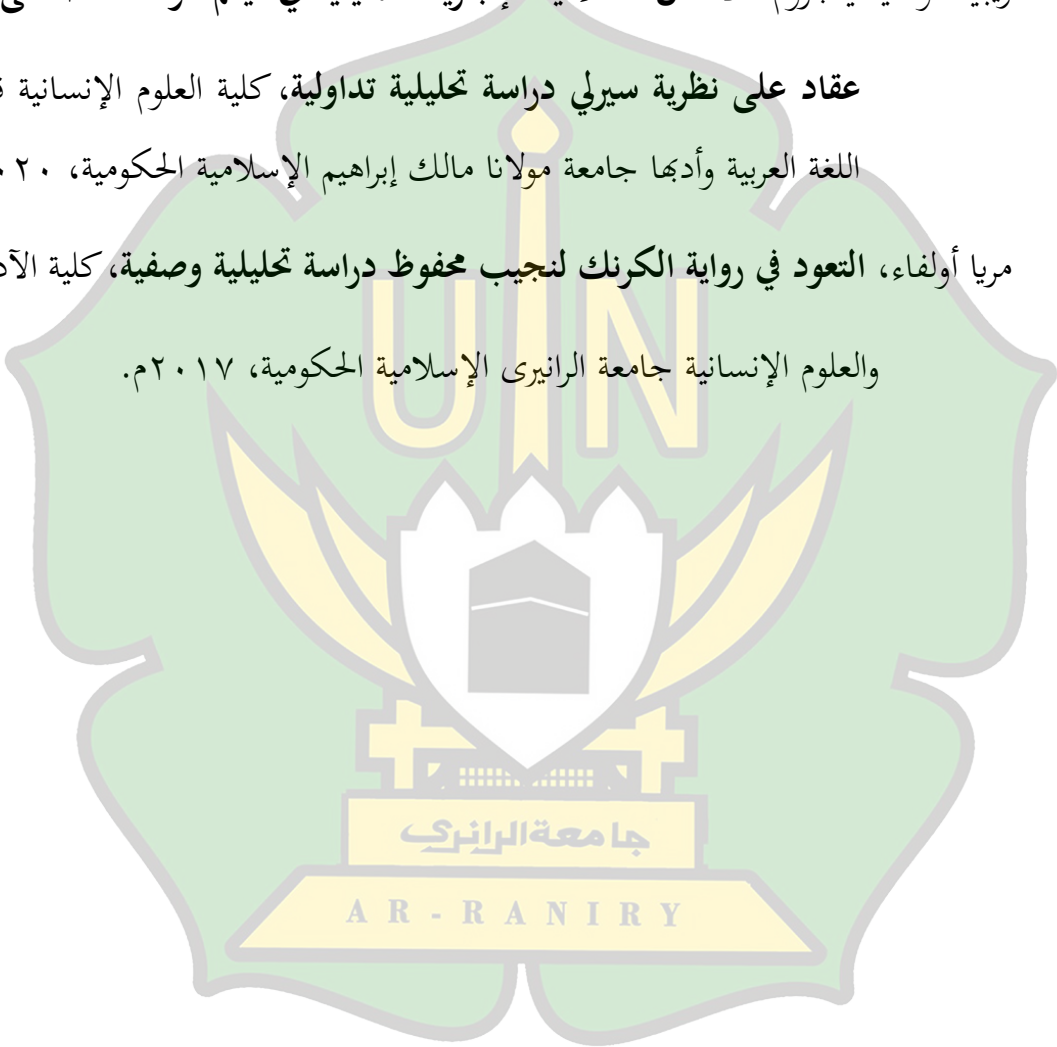 عقاد على نظرية سيرلي دراسة تحليلية تداولية، كلية العلوم الإنسانية
اللغة العربية وأدبها جامعة مولانا مالك إبراهيم الإسلامية الحكومية،
مريا أولفاء، التعود في رواية الكرنك لنجيب محفوظ دراسة تحليلية وصفية، كلية
والعلوم الإنسانية جامعة الرانيرى الإسلامية الحكومية، ٢٠١٧م.
UIN
جامعة الرانيري
AR-RANIRY